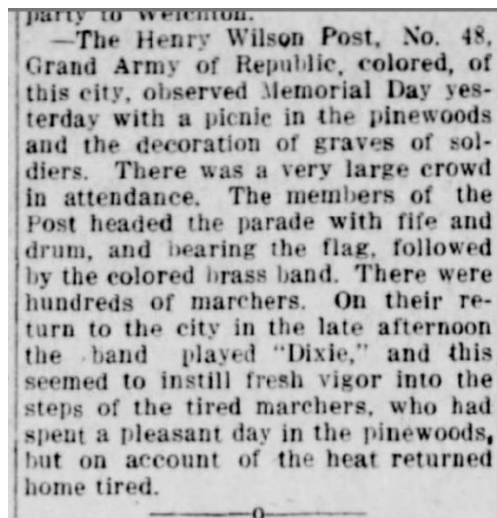 party to Welchton.
—The Henry Wilson Post, No. 48,
Grand Army of Republic, colored, of
this city, observed Memorial Day yes-
terday with a picnic in the pinewoods
and the decoration of graves of sol-
diers. There was a very large crowd
in attendance. The members of the
Post headed the parade with fife and
drum, and bearing the flag, followed
by the colored brass band. There were
hundreds of marchers. On their re-
turn to the city in the late afternoon
the band played "Dixie," and this
seemed to instill fresh vigor into the
steps of the tired marchers, who had
spent a pleasant day in the pinewoods,
but on account of the heat returned
home tired.